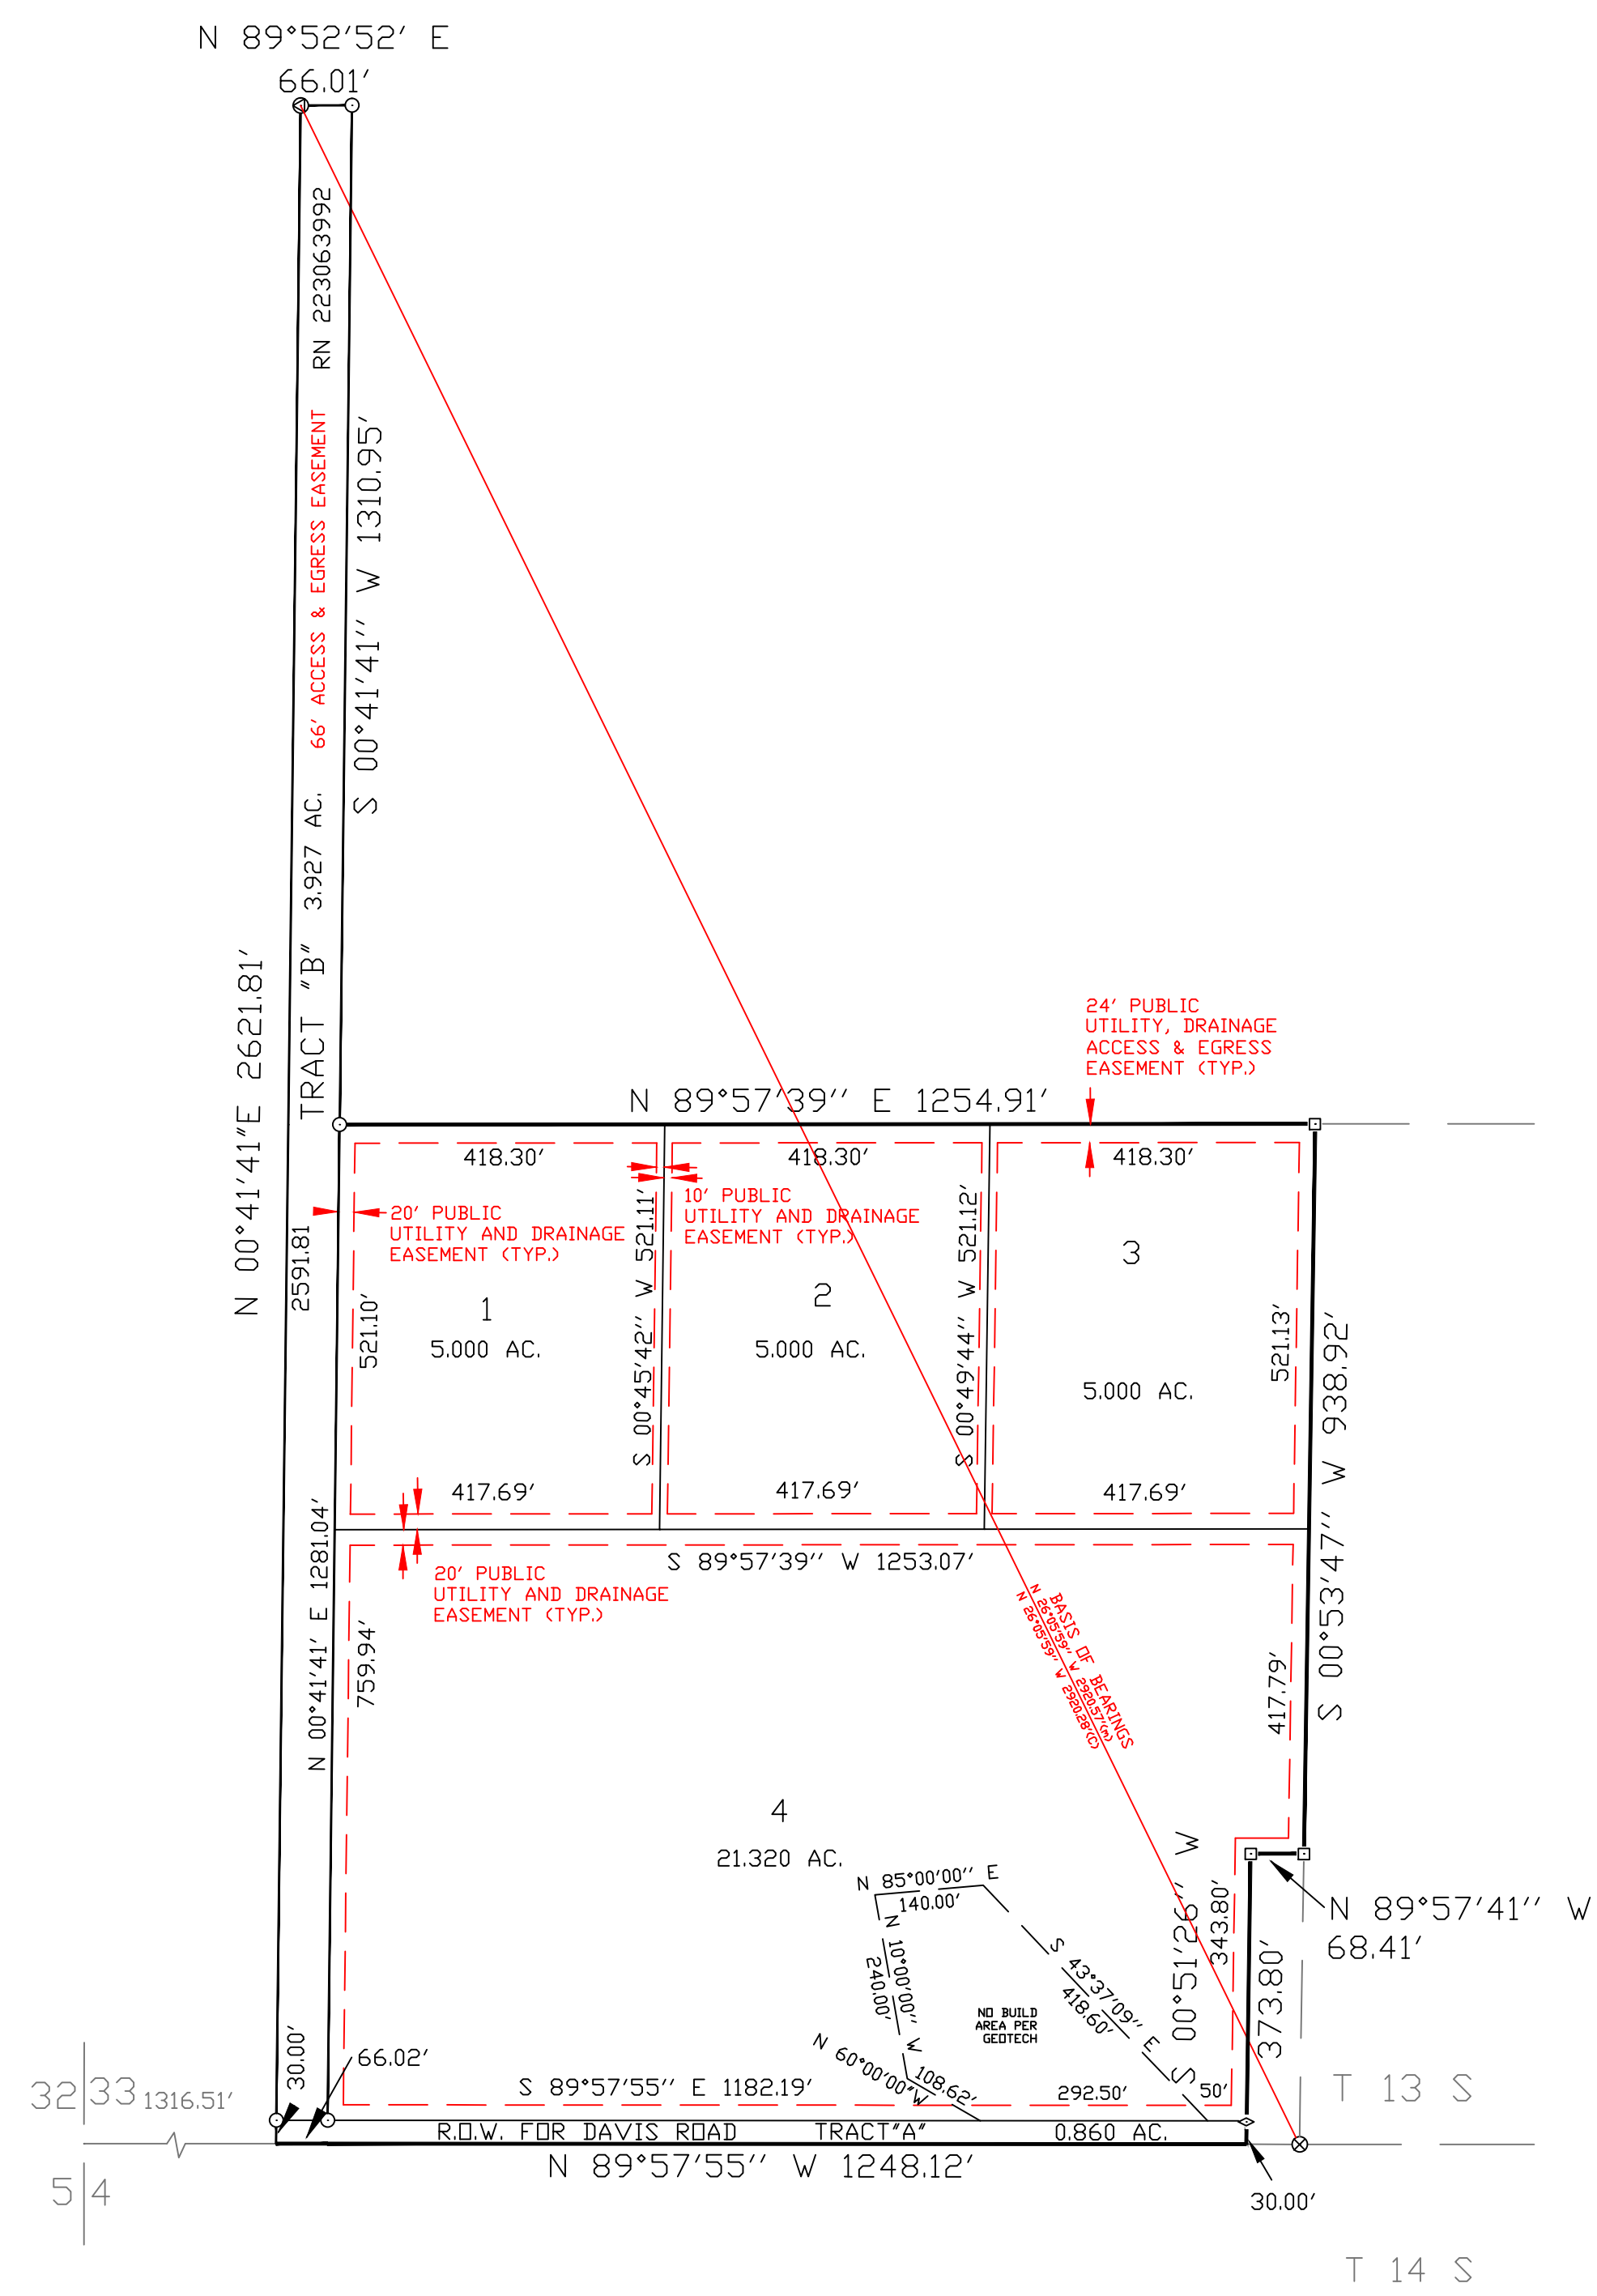 N 89°52'52' E
66.01'
RN 223063992
66' ACCESS & EGRESS EASEMENT
S 00°41'41'' W 1310.95'
3.927 AC.
TRACT "B"
N 00°41'41"E 2621.81'
24' PUBLIC
UTILITY, DRAINAGE
ACCESS & EGRESS
EASEMENT (TYP.)
N 89°57'39'' E 1254.91'
418.30'
418.30'
418.30'
20' PUBLIC
UTILITY AND DRAINAGE
EASEMENT (TYP.)
10' PUBLIC
UTILITY AND DRAINAGE
EASEMENT (TYP.)
2591.81
521.10'
1
5.000 AC.
S 00°45'42'' W 521.11'
2
5.000 AC.
S 00°49'44'' W 521.12'
3
5.000 AC.
521.13'
S 00°53'47'' W 938.92'
417.69'
417.69'
417.69'
S 89°57'39'' W 1253.07'
20' PUBLIC
UTILITY AND DRAINAGE
EASEMENT (TYP.)
N 00°41'41' E 1281.04'
759.94'
BASIS OF BEARINGS
N 26°05'59'' W 2920.57'(m)
N 26°05'59'' W 2920.28'(C)
417.79'
4
21.320 AC.
N 85°00'00'' E
140.00'
N 10°00'00'' W
240.00'
S 43°37'09'' E
418.60'
NO BUILD
AREA PER
GEOTECH
N 60°00'00"W
108.62'
S 00°51'26'' W
343.80'
373.80'
N 89°57'41'' W
68.41'
30.00'
66.02'
S 89°57'55'' E 1182.19'
292.50'
50'
R.O.W. FOR DAVIS ROAD TRACT"A" 0.860 AC.
N 89°57'55'' W 1248.12'
30.00'
32 33 1316.51'
5 4
T 13 S
T 14 S